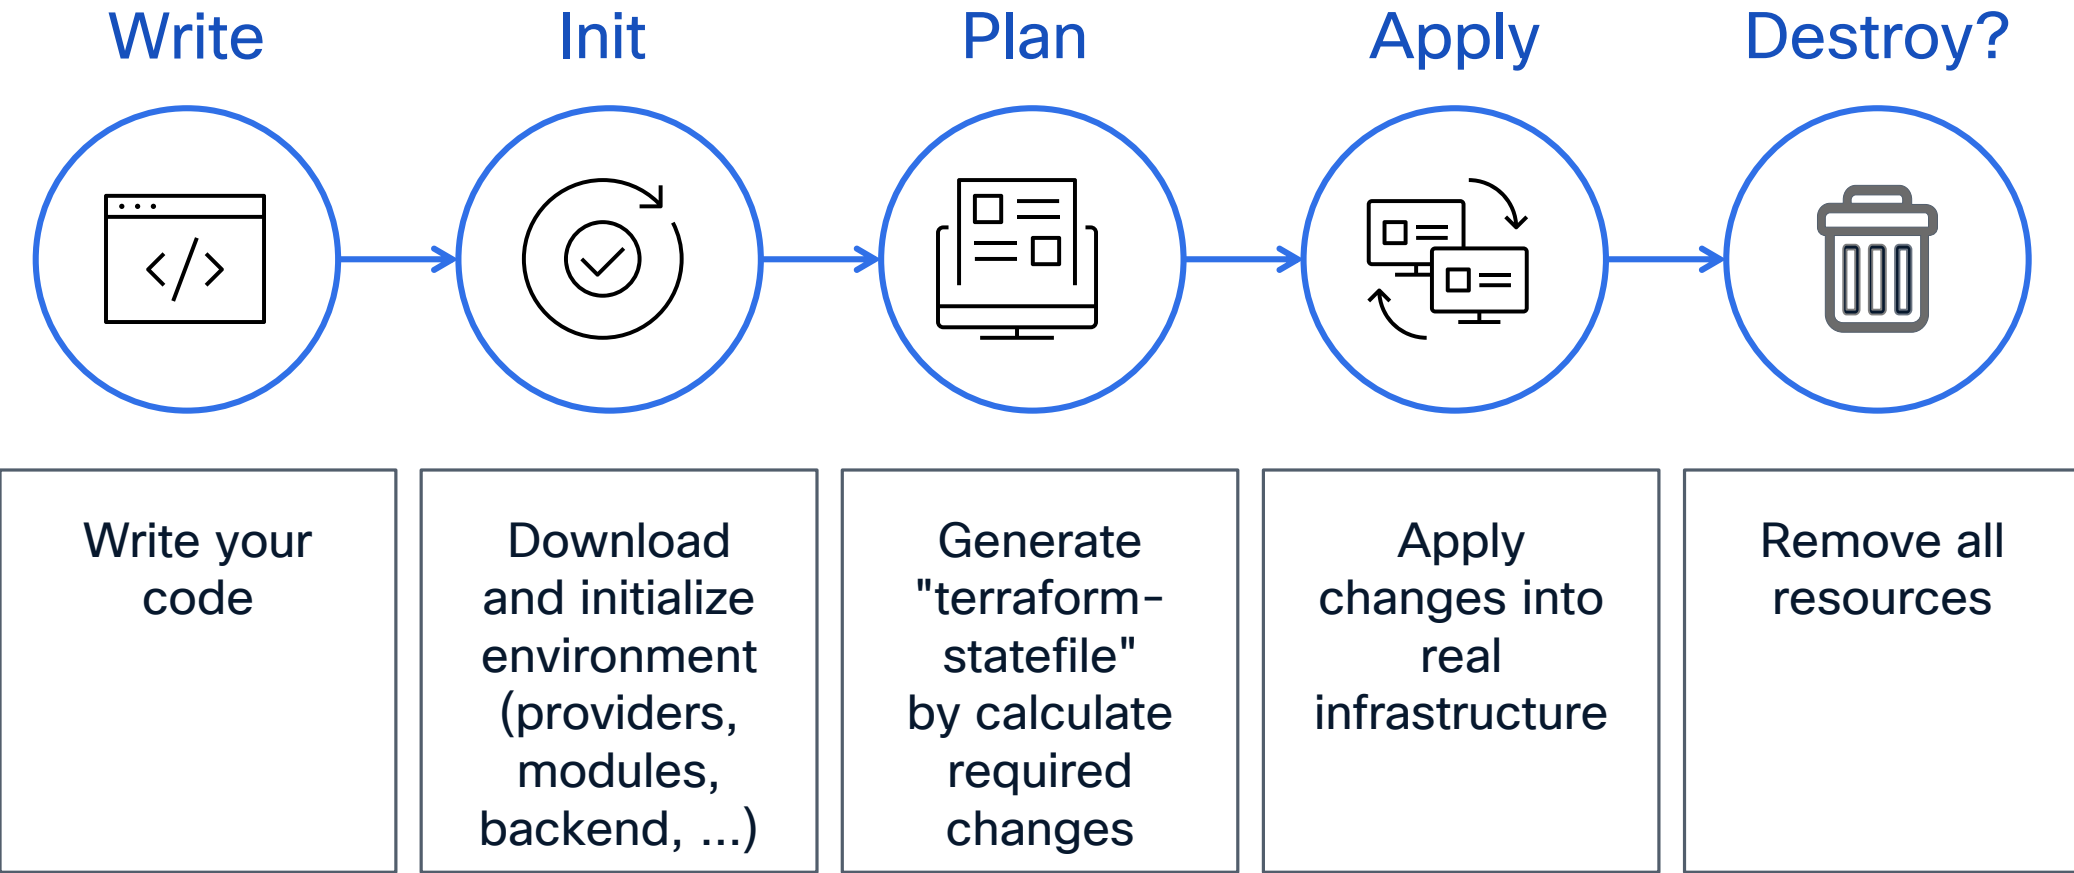 Write
Init
Plan
Apply
Destroy?
</>
Write your
code
Download
and initialize
environment
(providers,
modules,
backend, ...)
Generate
"terraform-
statefile"
by calculate
required
changes
Apply
changes into
real
infrastructure
Remove all
resources